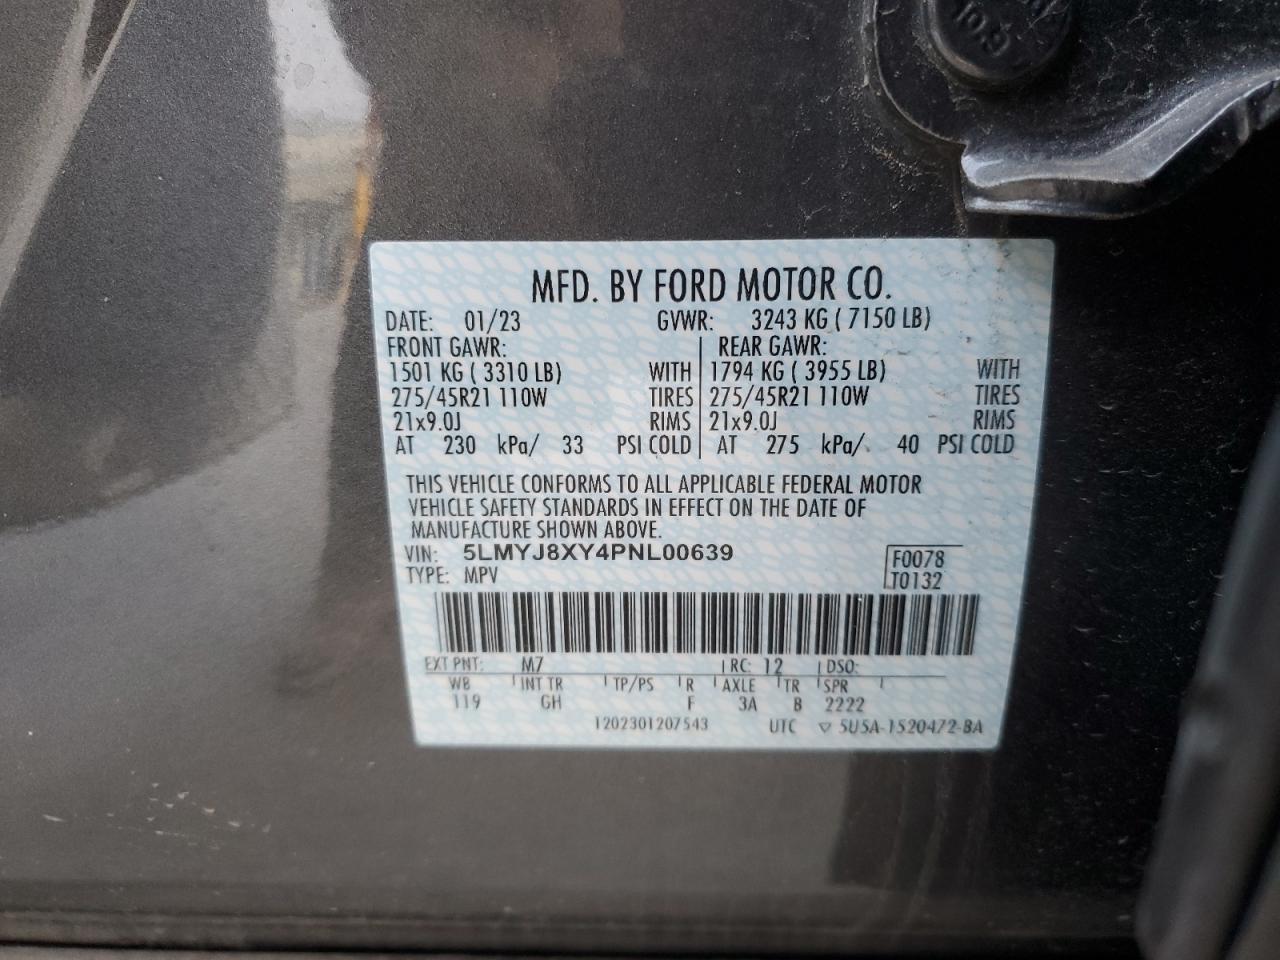 MFD. BY FORD MOTOR CO.
DATE: 01/23 GVWR: 3243 KG ( 7150 LB)
FRONT GAWR: REAR GAWR:
1501 KG ( 3310 LB) WITH 1794 KG ( 3955 LB) WITH
275/45R21 110W TIRES 275/45R21 110W TIRES
21x9.0J RIMS 21x9.0J RIMS
AT 230 kPa/ 33 PSI COLD AT 275 kPa/ 40 PSI COLD
THIS VEHICLE CONFORMS TO ALL APPLICABLE FEDERAL MOTOR
VEHICLE SAFETY STANDARDS IN EFFECT ON THE DATE OF
MANUFACTURE SHOWN ABOVE.
VIN: 5LMYJ8XY4PNL00639 F0078
TYPE: MPV T0132
EXT PNT: M7 RC: 12 DSO:
WB INT TR TP/PS R AXLE TR SPR
119 GH F 3A B 2222
1202301207543 UTC ▽ 5U5A-1520472-BA